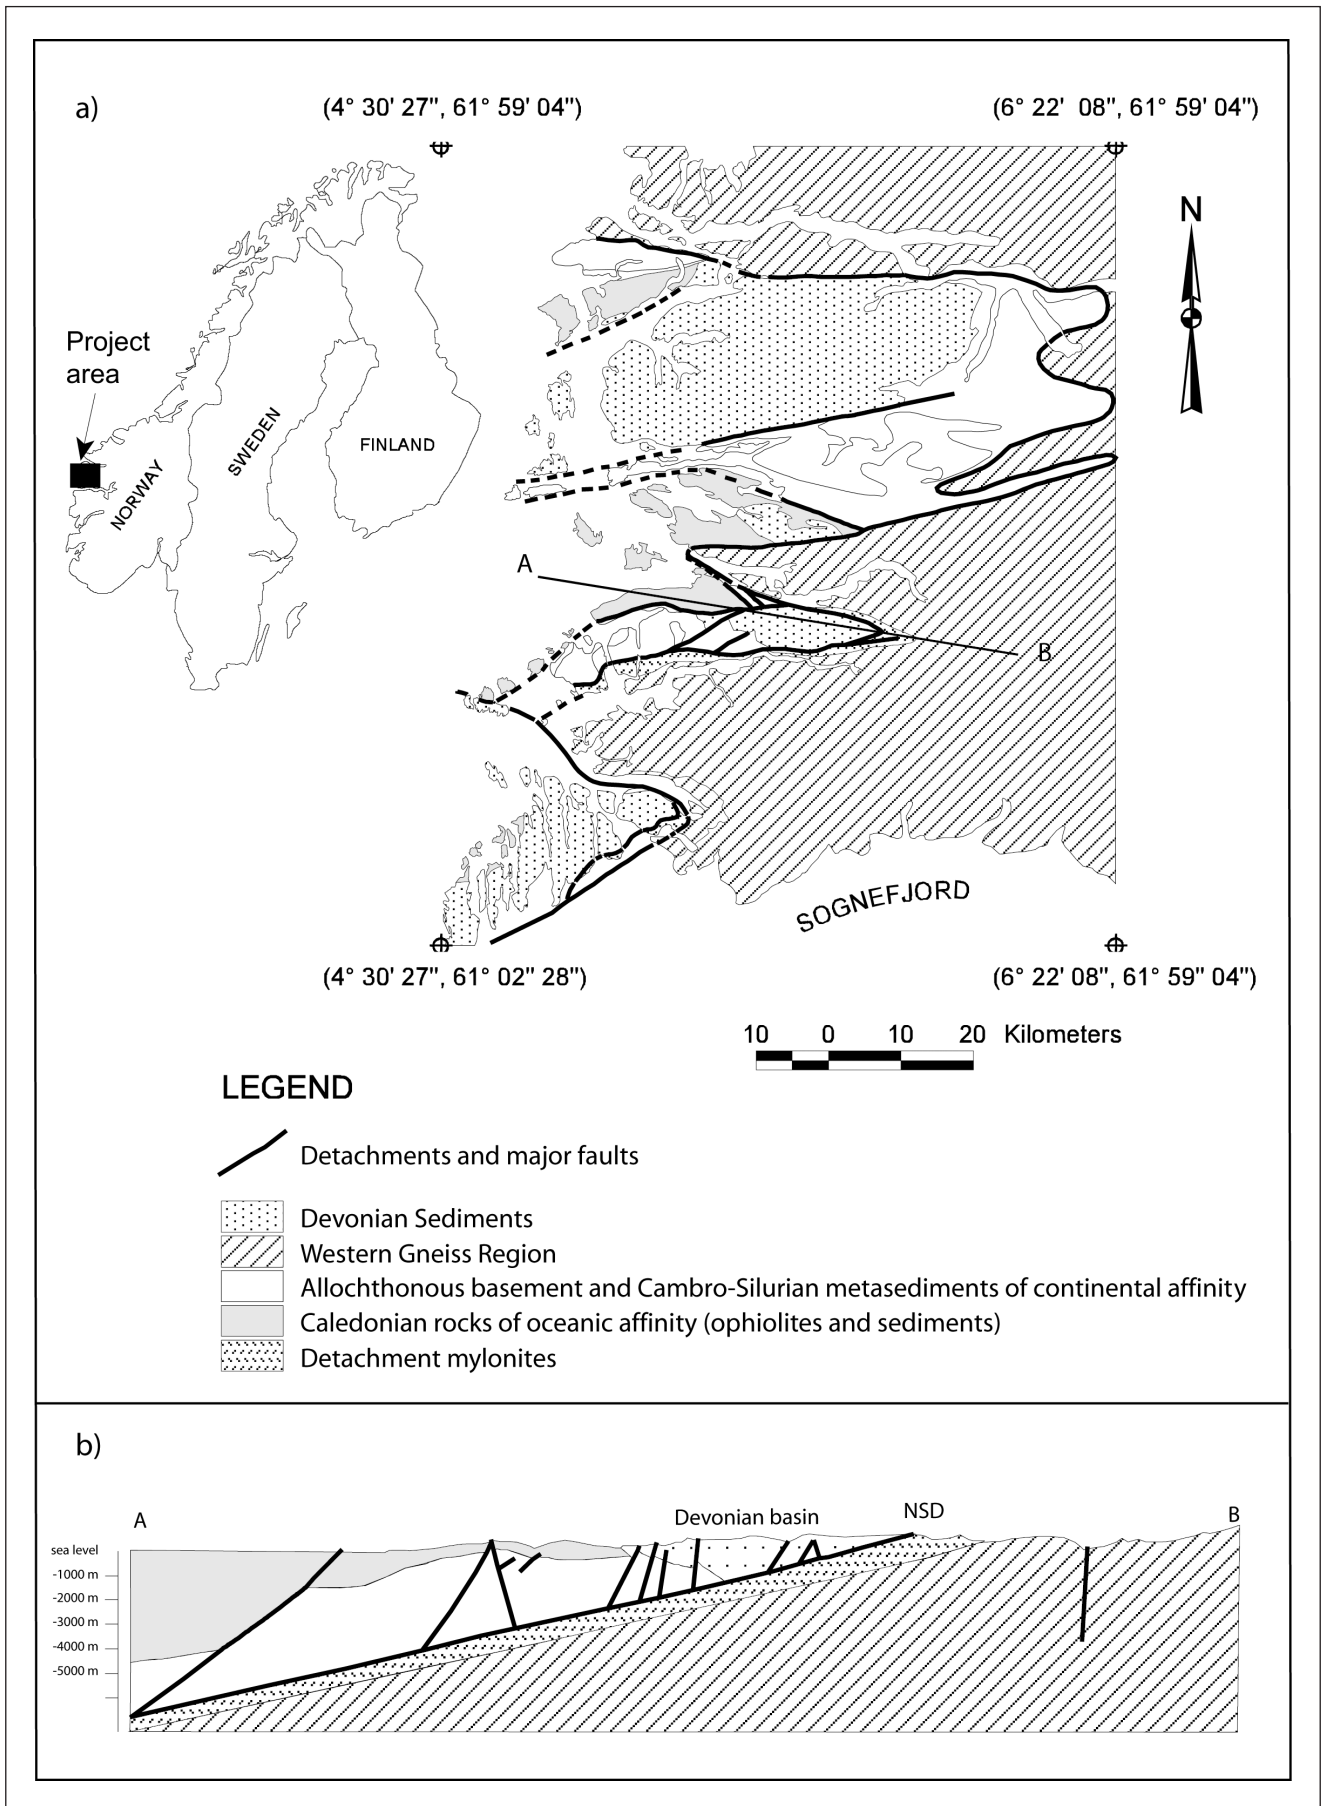 a)
(4° 30' 27", 61° 59' 04")
(6° 22' 08", 61° 59' 04")
N
Project
area
NORWAY
SWEDEN
FINLAND
A
B
SOGNEFJORD
(4° 30' 27", 61° 02" 28")
(6° 22' 08", 61° 59" 04")
10 0 10 20 Kilometers
LEGEND
Detachments and major faults
Devonian Sediments
Western Gneiss Region
Allochthonous basement and Cambro-Silurian metasediments of continental affinity
Caledonian rocks of oceanic affinity (ophiolites and sediments)
Detachment mylonites
b)
A
Devonian basin
NSD
B
sea level
-1000 m
-2000 m
-3000 m
-4000 m
-5000 m